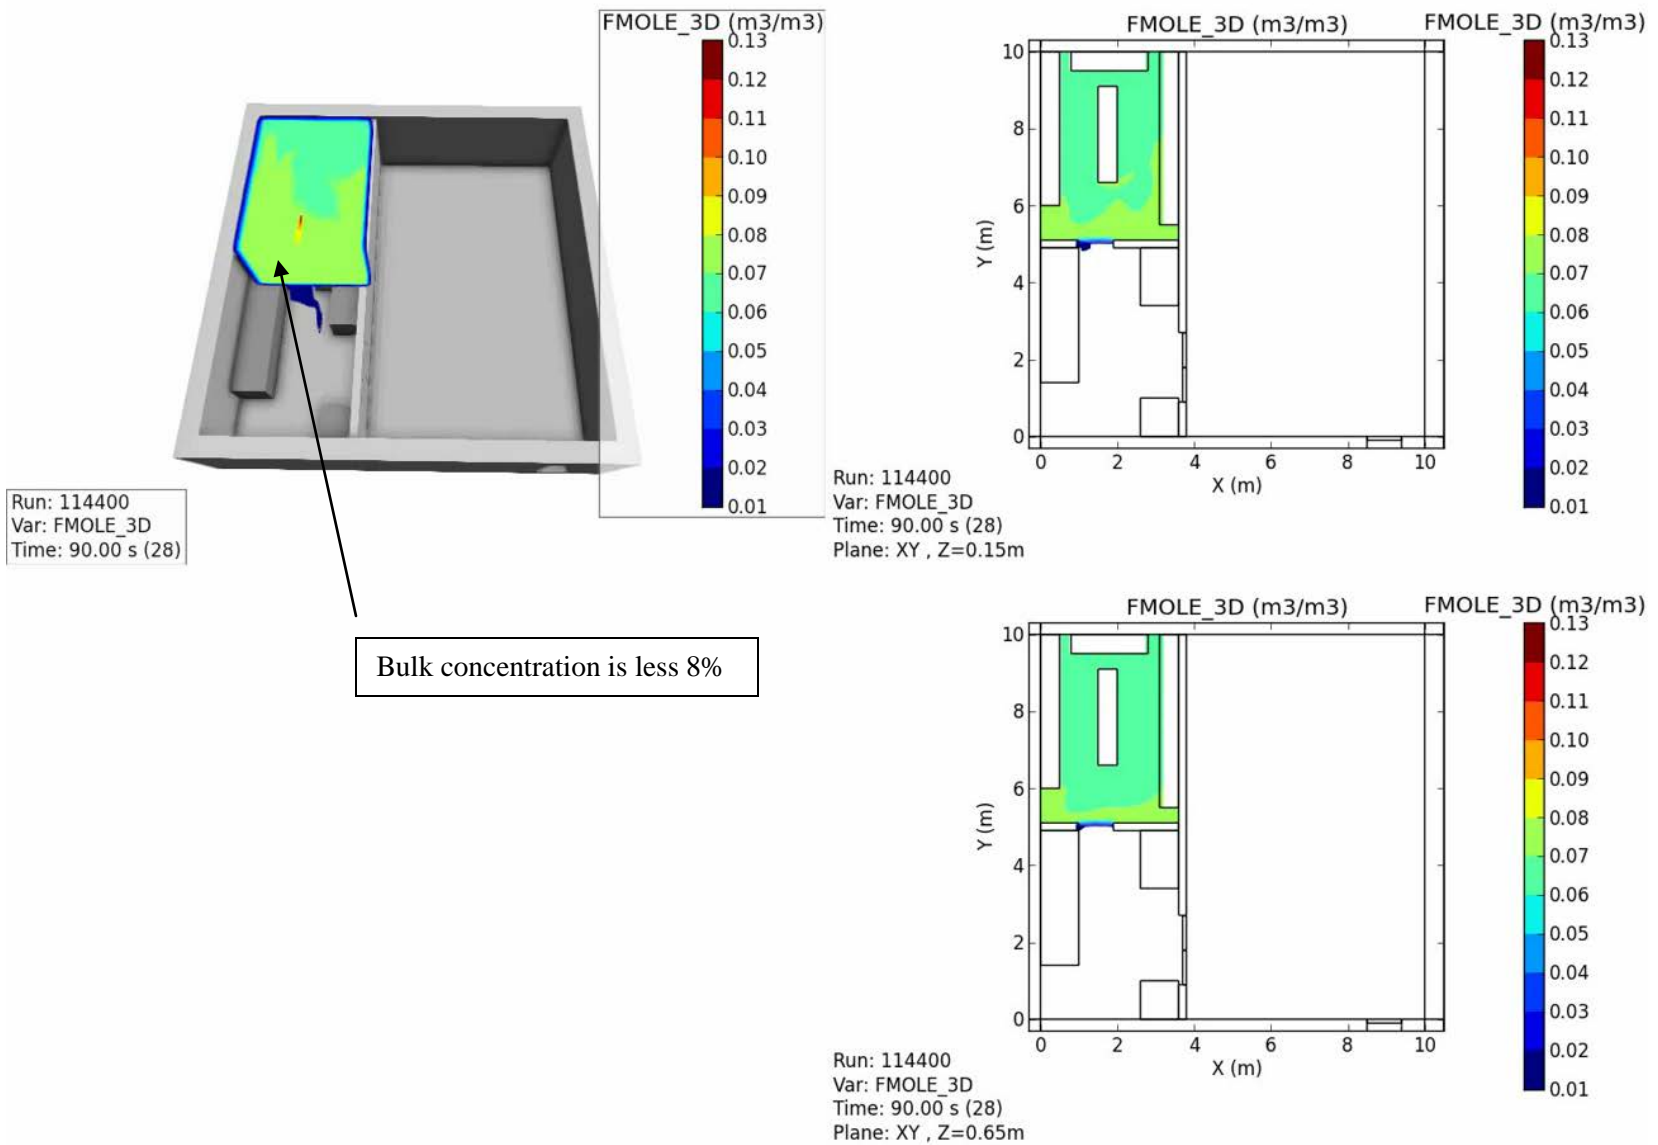 FMOLE_3D (m3/m3)
0.13
0.12
0.11
0.10
0.09
0.08
0.07
0.06
0.05
0.04
0.03
0.02
0.01
Run: 114400
Var: FMOLE_3D
Time: 90.00 s (28)
Bulk concentration is less 8%
FMOLE_3D (m3/m3)
10
8
6
4
2
0
Y (m)
0 2 4 6 8 10
X (m)
FMOLE_3D (m3/m3)
0.13
0.12
0.11
0.10
0.09
0.08
0.07
0.06
0.05
0.04
0.03
0.02
0.01
Run: 114400
Var: FMOLE_3D
Time: 90.00 s (28)
Plane: XY , Z=0.15m
FMOLE_3D (m3/m3)
10
8
6
4
2
0
Y (m)
0 2 4 6 8 10
X (m)
FMOLE_3D (m3/m3)
0.13
0.12
0.11
0.10
0.09
0.08
0.07
0.06
0.05
0.04
0.03
0.02
0.01
Run: 114400
Var: FMOLE_3D
Time: 90.00 s (28)
Plane: XY , Z=0.65m